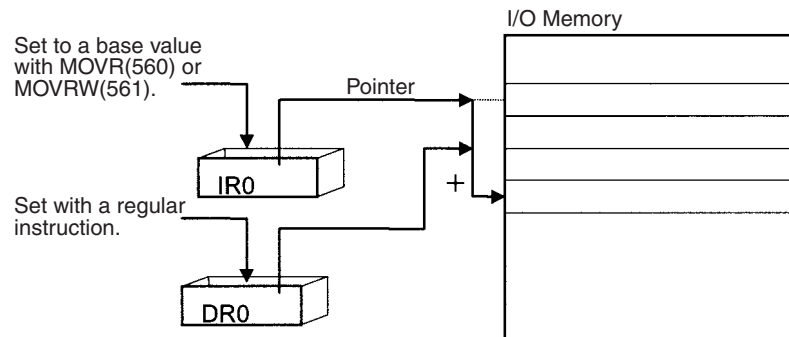 I/O Memory
Set to a base value
with MOVR(560) or
MOVRW(561).
Pointer
IR0
Set with a regular
instruction.
+
DR0